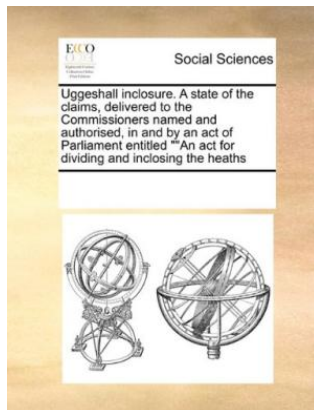 ECCO
Social Sciences
Uggeshall inclosure. A state of the
claims, delivered to the
Commissioners named and
authorised, in and by an act of
Parliament entitled ""An act for
dividing and inclosing the heaths